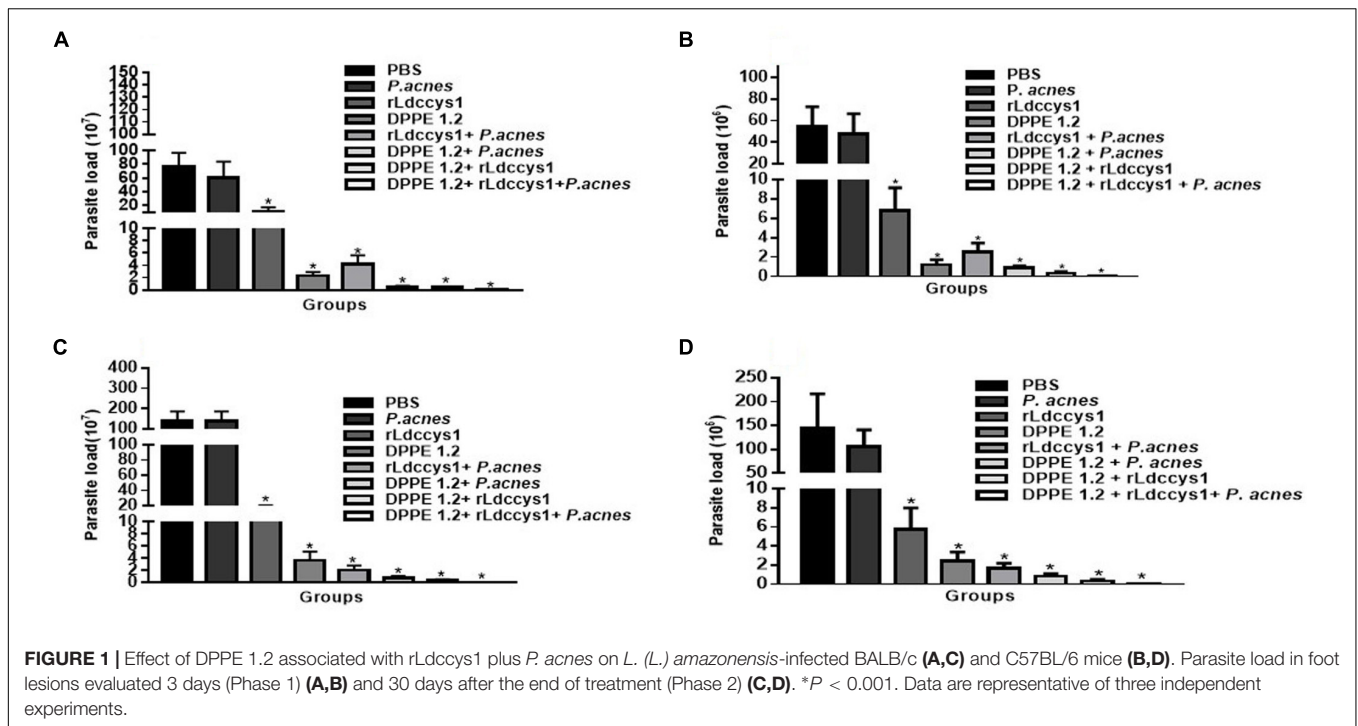 A
Parasite load (10⁷)
150
140
130
120
110
100
100
80
60
40
20
10
8
6
4
2
0
* * * * * *
Groups
PBS
P.acnes
rLdccys1
DPPE 1.2
rLdccys1+ P.acnes
DPPE 1.2+ P.acnes
DPPE 1.2+ rLdccys1
DPPE 1.2+ rLdccys1+P.acnes
B
Parasite load (10⁶)
100
80
60
40
20
10
8
6
4
2
0
* * * * * *
Groups
PBS
P. acnes
rLdccys1
DPPE 1.2
rLdccys1 + P.acnes
DPPE 1.2 + P.acnes
DPPE 1.2 + rLdccys1
DPPE 1.2 + rLdccys1 + P. acnes
C
Parasite load(10⁷)
400
300
200
100
100
80
60
40
20
10
8
6
4
2
0
* * * * * *
Groups
PBS
P.acnes
rLdccys1
DPPE 1.2
rLdccys1+ P.acnes
DPPE 1.2+ P.acnes
DPPE 1.2+ rLdccys1
DPPE 1.2+ rLdccys1+ P.acnes
D
Parasite load (10⁶)
250
200
150
100
50
10
8
6
4
2
0
* * * * * *
Groups
PBS
P. acnes
rLdccys1
DPPE 1.2
rLdccys1 + P.acnes
DPPE 1.2 + P. acnes
DPPE 1.2 + rLdccys1
DPPE 1.2 + rLdccys1+ P. acnes
FIGURE 1 | Effect of DPPE 1.2 associated with rLdccys1 plus P. acnes on L. (L.) amazonensis-infected BALB/c (A,C) and C57BL/6 mice (B,D). Parasite load in foot
lesions evaluated 3 days (Phase 1) (A,B) and 30 days after the end of treatment (Phase 2) (C,D). *P < 0.001. Data are representative of three independent
experiments.